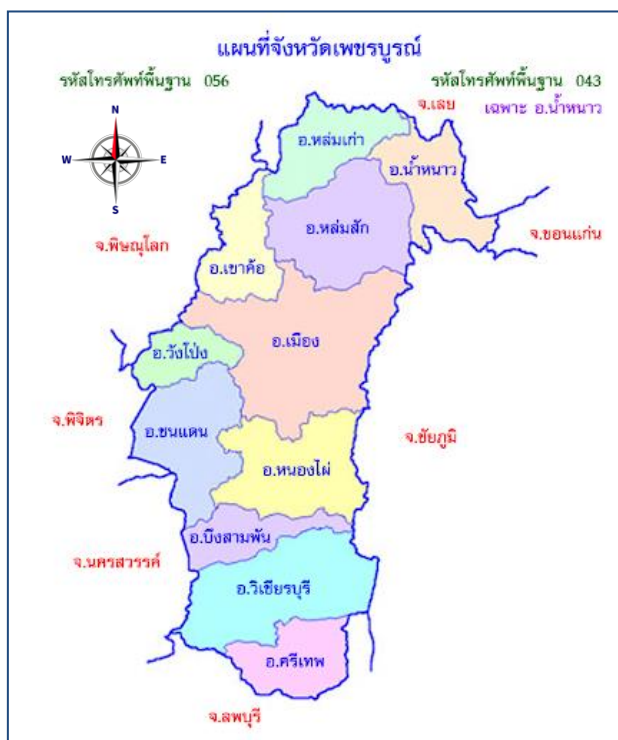 แผนที่จังหวัดเพชรบูรณ์
รหัสโทรศัพท์พื้นฐาน 056
รหัสโทรศัพท์พื้นฐาน 043
เฉพาะ อ.น้ำหนาว
จ.เลย
N
W
E
S
อ.หล่มเก่า
อ.น้ำหนาว
อ.หล่มสัก
จ.ขอนแก่น
จ.พิษณุโลก
อ.เขาค้อ
อ.เมือง
อ.วังโป่ง
จ.พิจิตร
อ.ชนแดน
จ.ชัยภูมิ
อ.หนองไผ่
อ.บึงสามพัน
จ.นครสวรรค์
อ.วิเชียรบุรี
อ.ศรีเทพ
จ.ลพบุรี